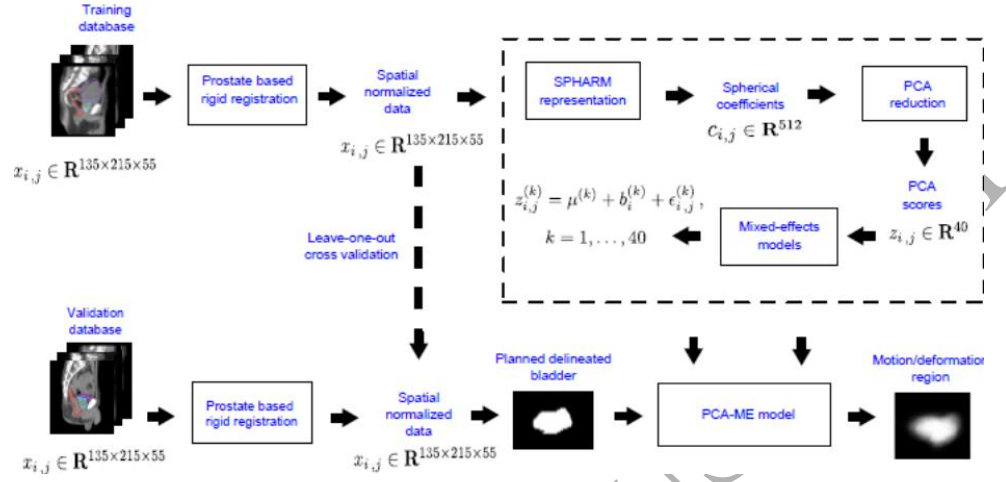 Training
database
Prostate based
rigid registration
Spatial
normalized
data
SPHARM
representation
Spherical
coefficients
c_{i,j} ∈ R^{512}
PCA
reduction
x_{i,j} ∈ R^{135×215×55}
x_{i,j} ∈ R^{135×215×55}
z_{i,j}^{(k)} = μ^{(k)} + b_i^{(k)} + ϵ_{i,j}^{(k)},
k = 1, . . . , 40
Mixed-effects
models
PCA
scores
z_{i,j} ∈ R^{40}
Leave-one-out
cross validation
Validation
database
Prostate based
rigid registration
Spatial
normalized
data
Planned delineated
bladder
PCA-ME model
Motion/deformation
region
x_{i,j} ∈ R^{135×215×55}
x_{i,j} ∈ R^{135×215×55}